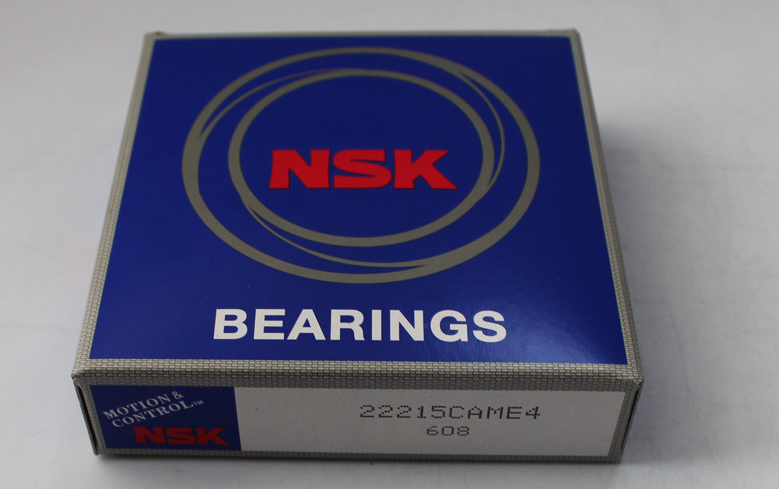 NSK
BEARINGS
MOTION &
CONTROL™
NSK
22215CAME4
608